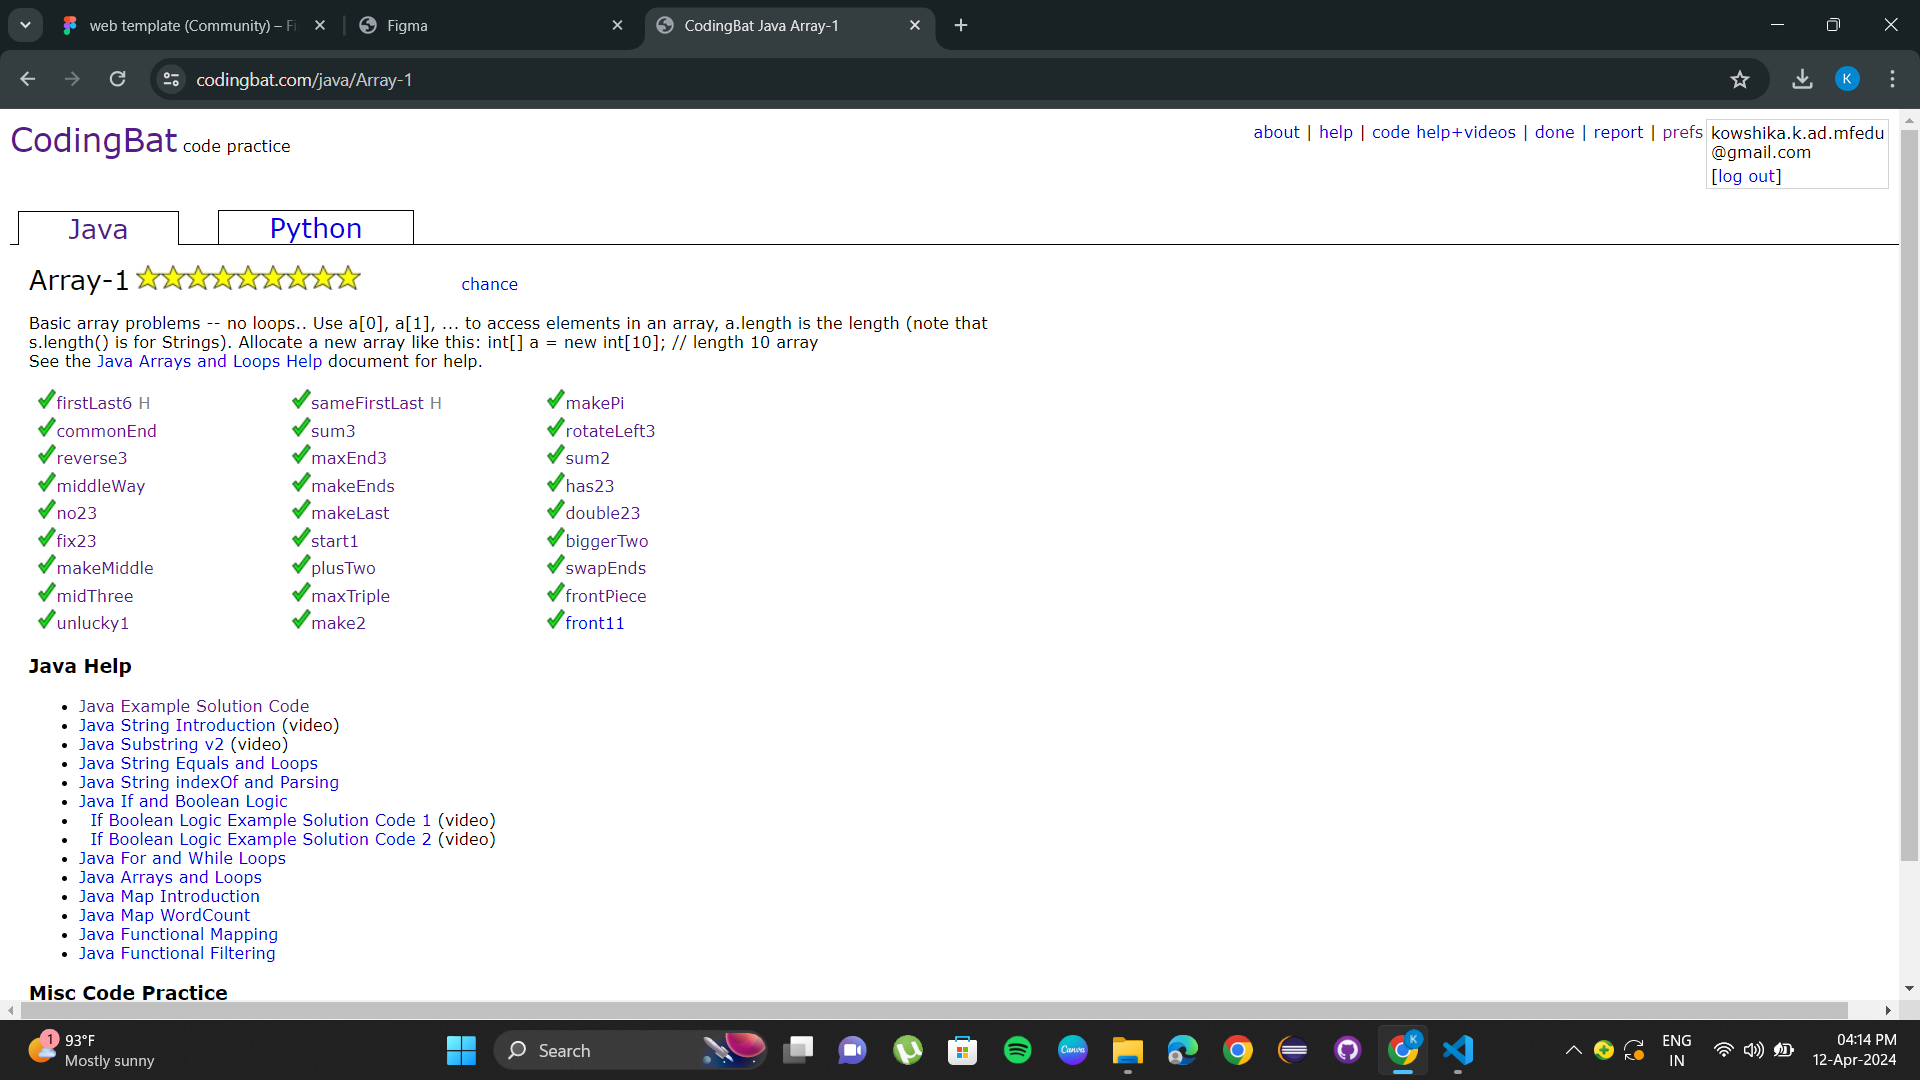 web template (Community) – Fi
Figma
CodingBat Java Array-1
codingbat.com/java/Array-1
K
CodingBat code practice
about | help | code help+videos | done | report | prefs
kowshika.k.ad.mfedu
@gmail.com
[log out]
Java
Python
Array-1
chance
Basic array problems -- no loops.. Use a[0], a[1], ... to access elements in an array, a.length is the length (note that
s.length() is for Strings). Allocate a new array like this: int[] a = new int[10]; // length 10 array
See the Java Arrays and Loops Help document for help.
firstLast6 H sameFirstLast H makePi
commonEnd sum3 rotateLeft3
reverse3 maxEnd3 sum2
middleWay makeEnds has23
no23 makeLast double23
fix23 start1 biggerTwo
makeMiddle plusTwo swapEnds
midThree maxTriple frontPiece
unlucky1 make2 front11
Java Help
• Java Example Solution Code
• Java String Introduction (video)
• Java Substring v2 (video)
• Java String Equals and Loops
• Java String indexOf and Parsing
• Java If and Boolean Logic
• If Boolean Logic Example Solution Code 1 (video)
• If Boolean Logic Example Solution Code 2 (video)
• Java For and While Loops
• Java Arrays and Loops
• Java Map Introduction
• Java Map WordCount
• Java Functional Mapping
• Java Functional Filtering
Misc Code Practice
1
93°F
Mostly sunny
Search
Canva
K
ENG
IN
04:14 PM
12-Apr-2024